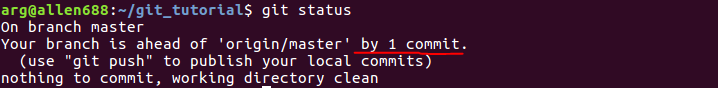 arg@allen688:~/git_tutorial$ git status
On branch master
Your branch is ahead of 'origin/master' by 1 commit.
  (use "git push" to publish your local commits)
nothing to commit, working directory clean